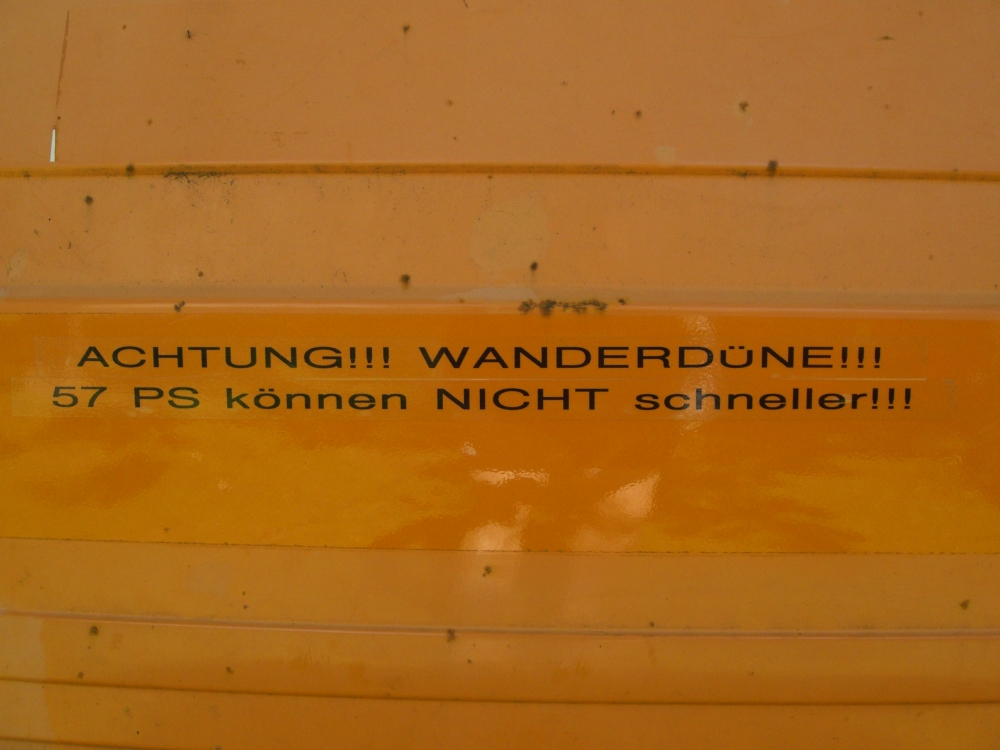 ACHTUNG!!! WANDERDÜNE!!!
57 PS können NICHT schneller!!!